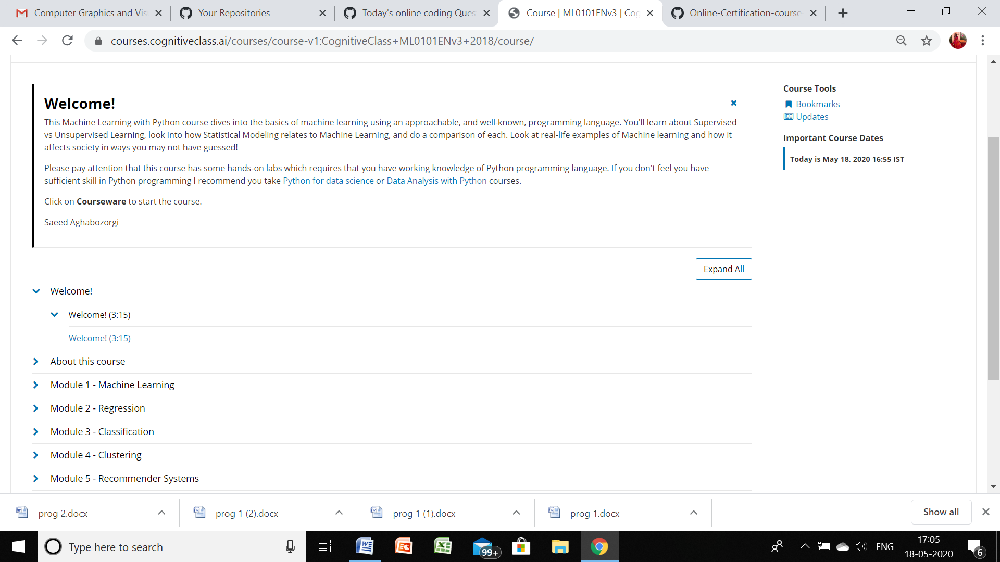 Computer Graphics and Vis
Your Repositories
Today's online coding Ques
Course | ML0101ENv3 | Cog
Online-Certification-course
courses.cognitiveclass.ai/courses/course-v1:CognitiveClass+ML0101ENv3+2018/course/
Welcome!
This Machine Learning with Python course dives into the basics of machine learning using an approachable, and well-known, programming language. You'll learn about Supervised
vs Unsupervised Learning, look into how Statistical Modeling relates to Machine Learning, and do a comparison of each. Look at real-life examples of Machine learning and how it
affects society in ways you may not have guessed!
Please pay attention that this course has some hands-on labs which requires that you have working knowledge of Python programming language. If you don't feel you have
sufficient skill in Python programming I recommend you take Python for data science or Data Analysis with Python courses.
Click on Courseware to start the course.
Saeed Aghabozorgi
Course Tools
Bookmarks
Updates
Important Course Dates
Today is May 18, 2020 16:55 IST
Expand All
Welcome!
Welcome! (3:15)
Welcome! (3:15)
About this course
Module 1 - Machine Learning
Module 2 - Regression
Module 3 - Classification
Module 4 - Clustering
Module 5 - Recommender Systems
prog 2.docx
prog 1 (2).docx
prog 1 (1).docx
prog 1.docx
Show all
Type here to search
99+
ENG
17:05
18-05-2020
6